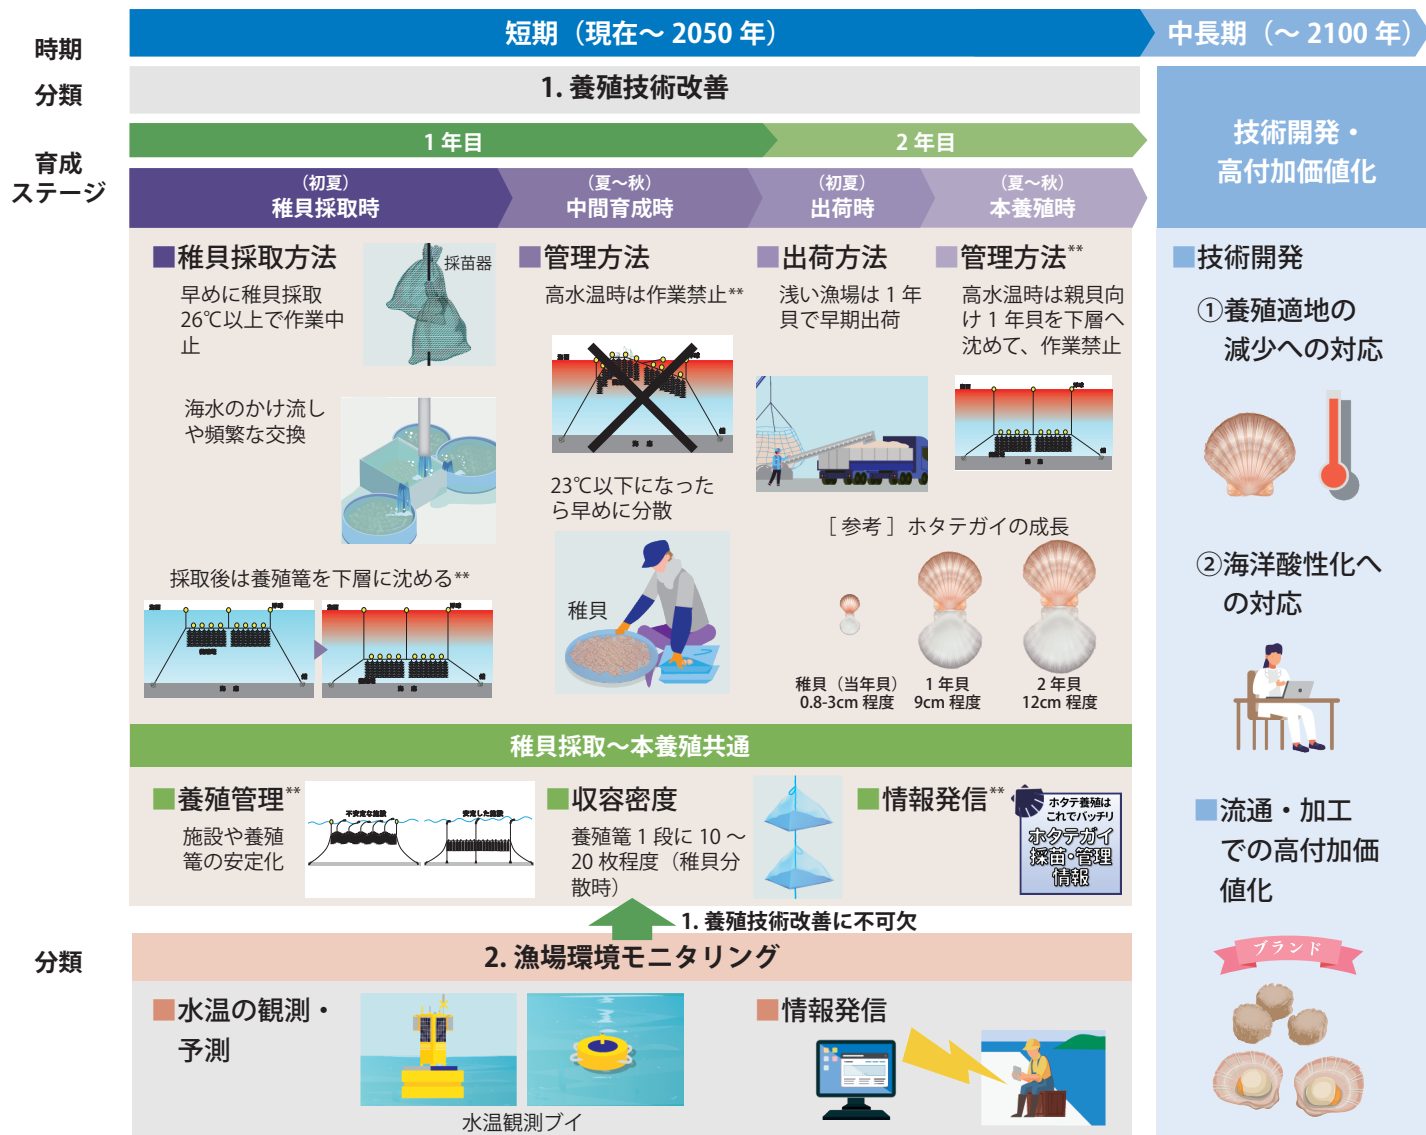 時期
短期（現在〜 2050 年）
中長期（〜 2100 年）
分類
1. 養殖技術改善
技術開発・
高付加価値化
育成
ステージ
1 年目
2 年目
（初夏）
稚貝採取時
（夏〜秋）
中間育成時
（初夏）
出荷時
（夏〜秋）
本養殖時
■稚貝採取方法
早めに稚貝採取
26℃以上で作業中
止
採苗器
海水のかけ流し
や頻繁な交換
採取後は養殖篭を下層に沈める**
■管理方法
高水温時は作業禁止**
23℃以下になった
ら早めに分散
稚貝
■出荷方法
浅い漁場は 1 年
貝で早期出荷
■管理方法**
高水温時は親貝向
け 1 年貝を下層へ
沈めて、作業禁止
［ 参考 ］ホタテガイの成長
稚貝（当年貝）
0.8-3cm 程度
1 年貝
9cm 程度
2 年貝
12cm 程度
稚貝採取〜本養殖共通
■養殖管理**
施設や養殖
篭の安定化
不安定な施設
安定した施設
■収容密度
養殖篭 1 段に 10 〜
20 枚程度（稚貝分
散時）
■情報発信**
ホタテ養殖は
これでバッチリ
ホタテガイ
採苗・管理
情報
1. 養殖技術改善に不可欠
分類
2. 漁場環境モニタリング
■水温の観測・
予測
水温観測ブイ
■情報発信
■技術開発
①養殖適地の
減少への対応
②海洋酸性化へ
の対応
■流通・加工
での高付加価
値化
ブランド